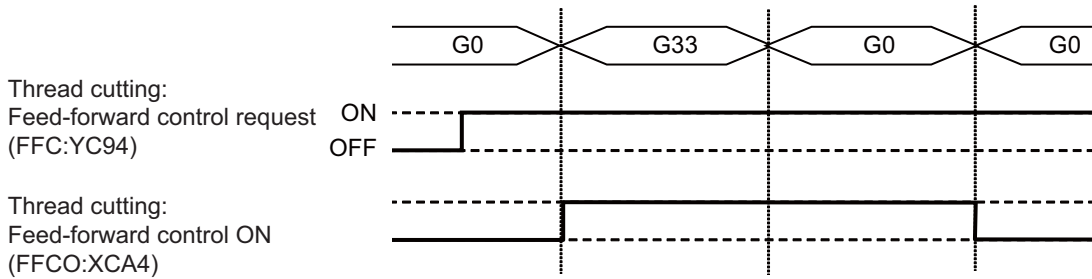 G0 G33 G0 G0
Thread cutting:
Feed-forward control request ON
(FFC:YC94) OFF
Thread cutting:
Feed-forward control ON
(FFCO:XCA4)